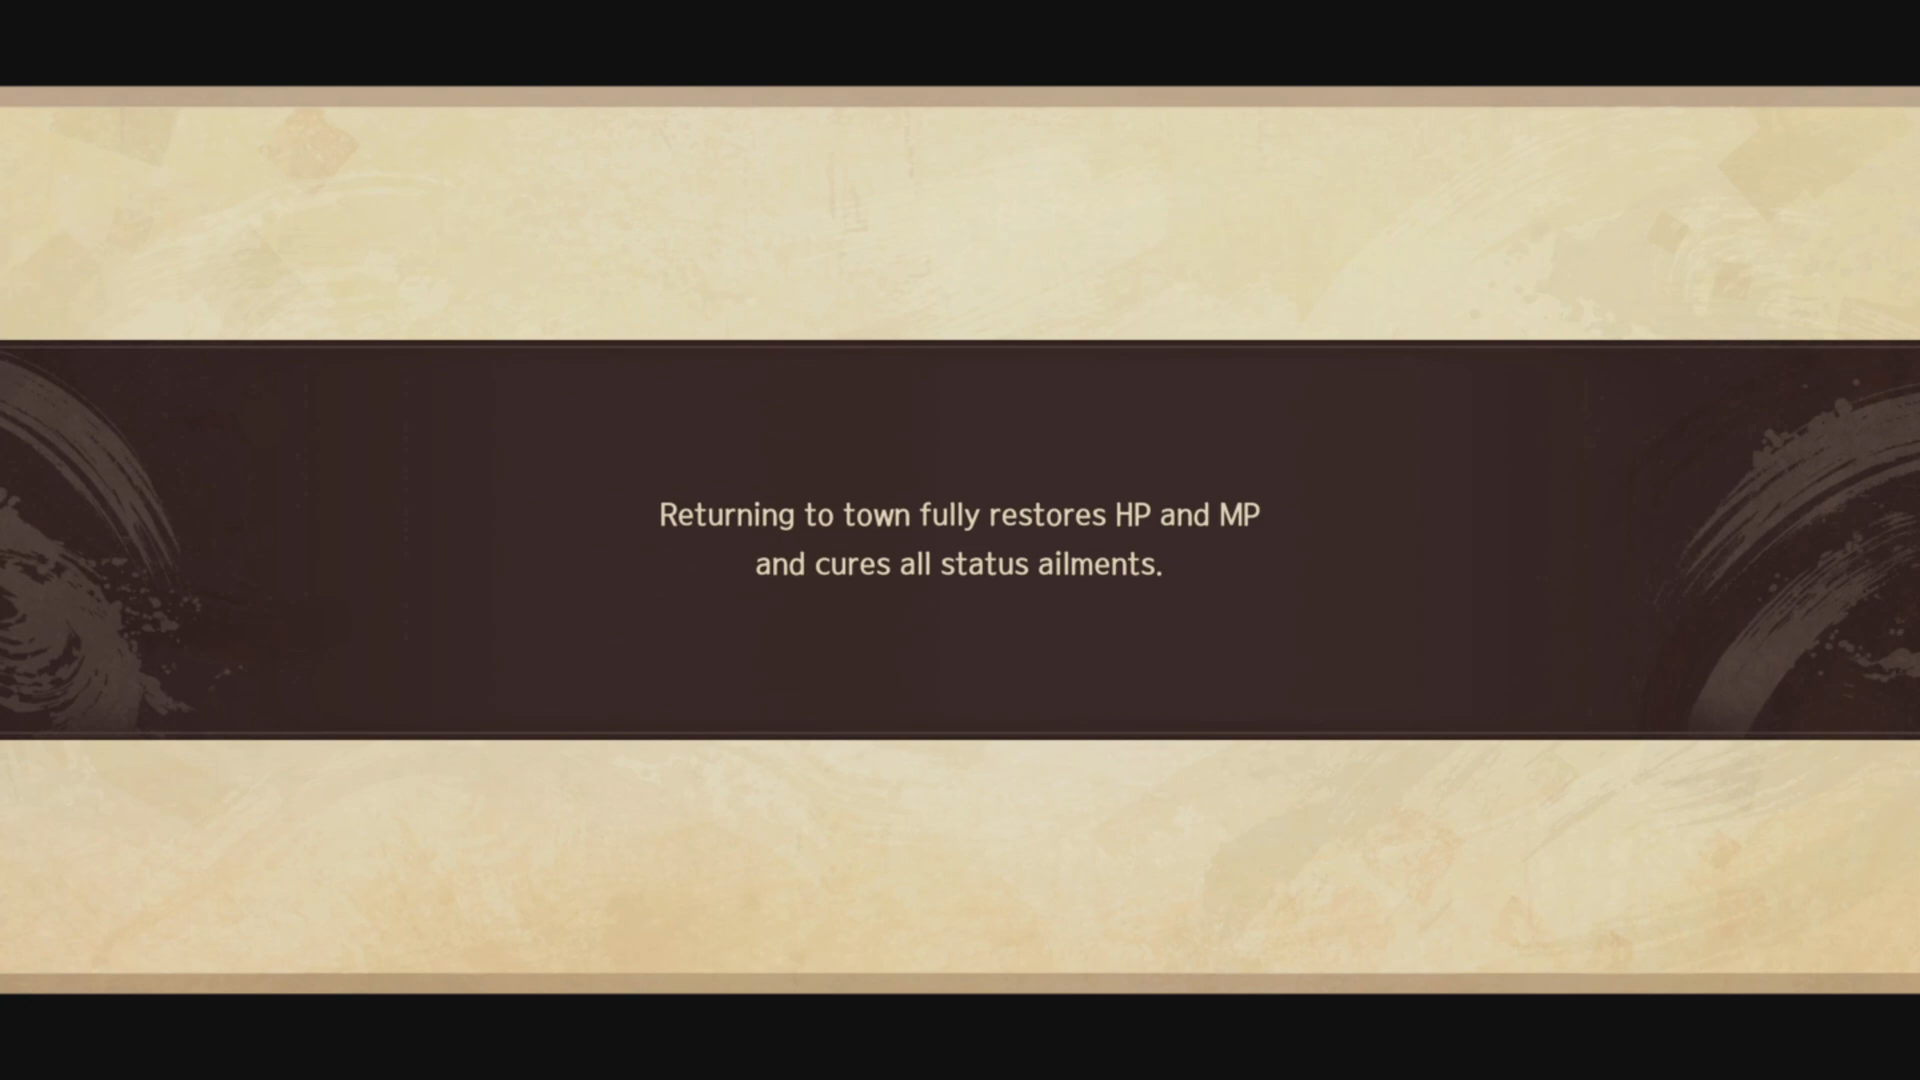 Returning to town fully restores HP and MP
and cures all status ailments.